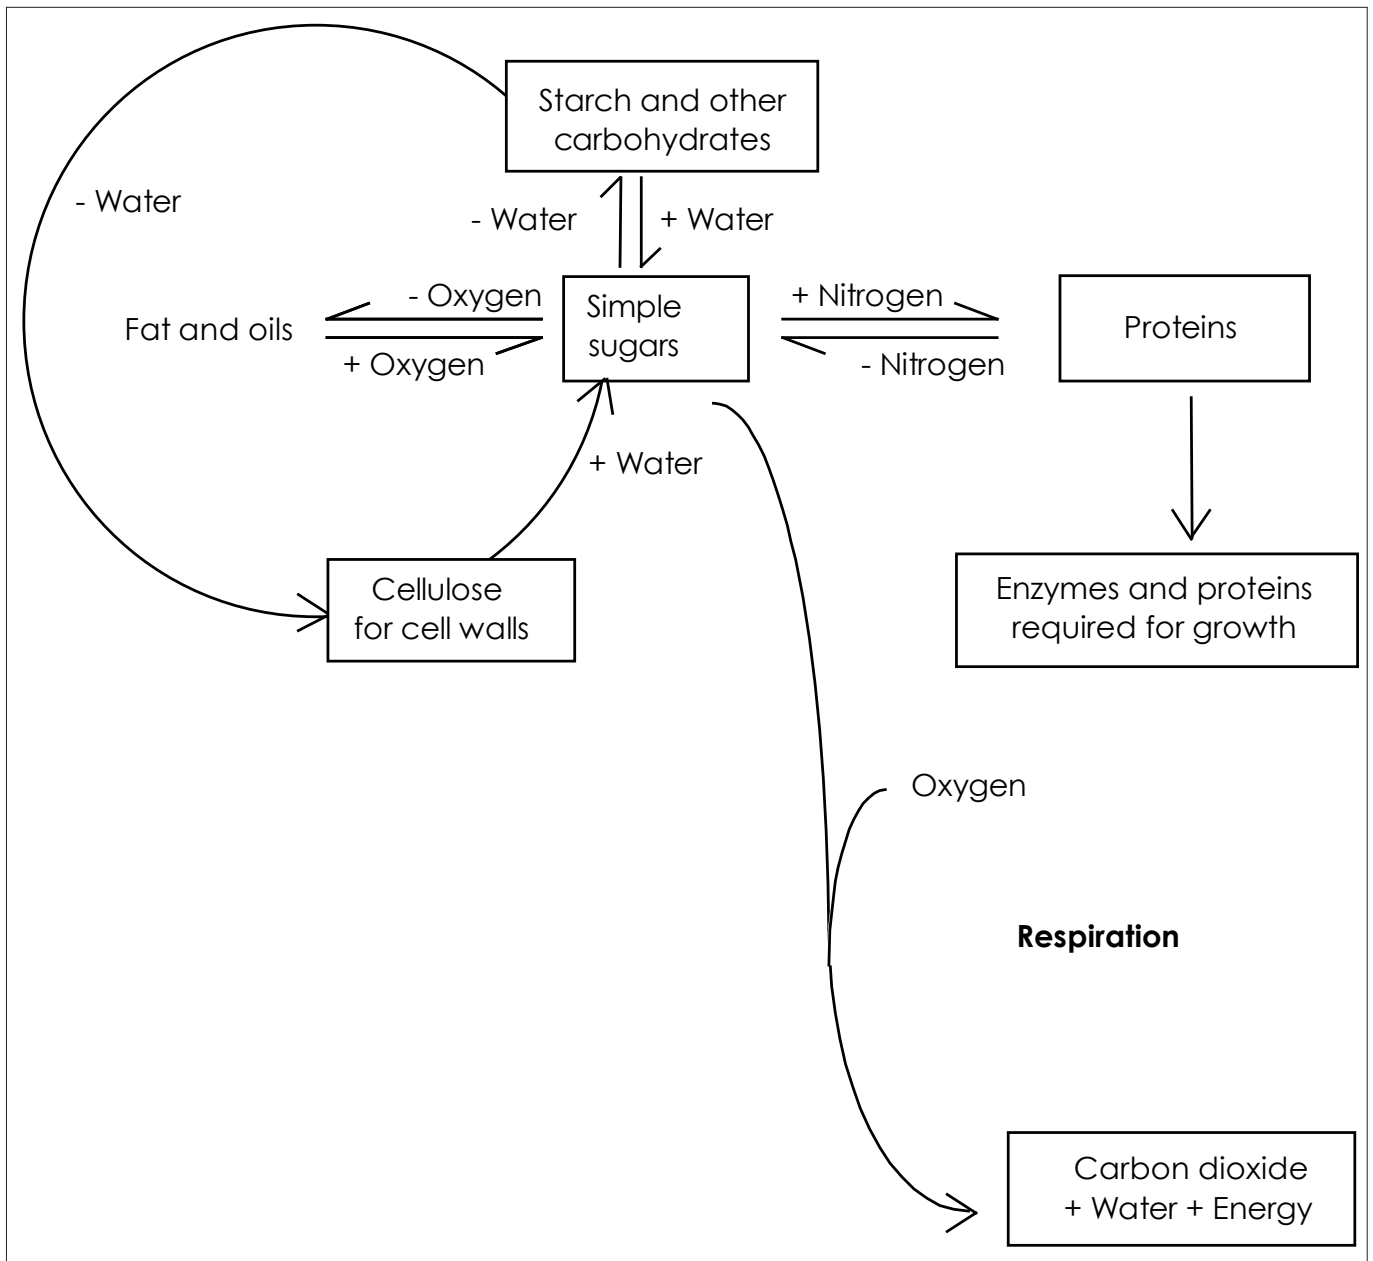 Starch and other
carbohydrates
- Water
- Water
+ Water
- Oxygen
Simple
sugars
+ Nitrogen
Fat and oils
Proteins
+ Oxygen
- Nitrogen
+ Water
Cellulose
for cell walls
Enzymes and proteins
required for growth
Oxygen
Respiration
Carbon dioxide
+ Water + Energy